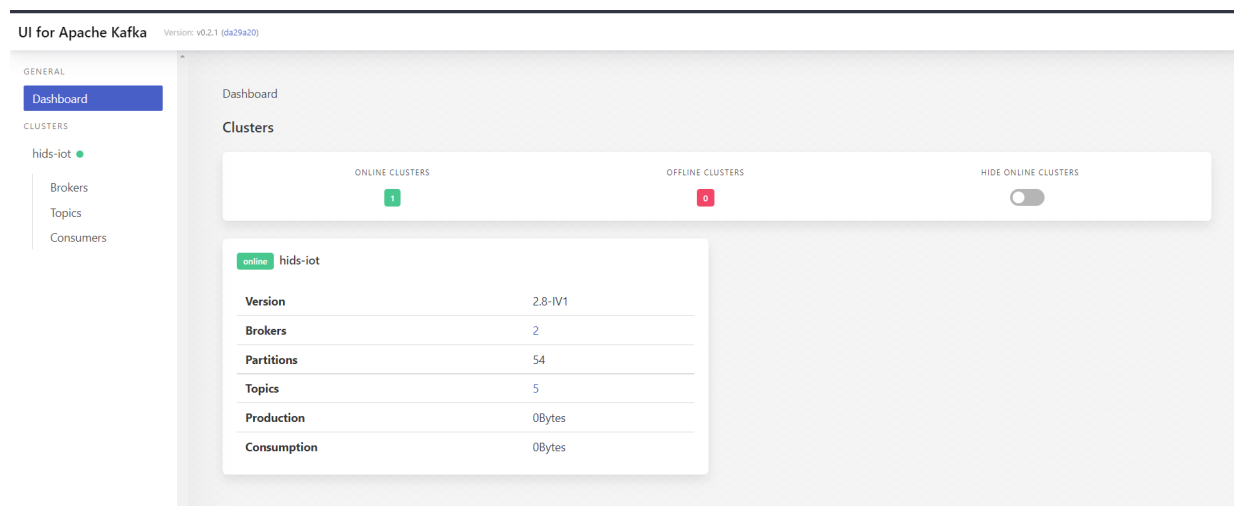 UI for Apache Kafka Version: v0.2.1 (da29a20)
GENERAL
Dashboard
CLUSTERS
hids-iot
Brokers
Topics
Consumers
Dashboard
Clusters
ONLINE CLUSTERS OFFLINE CLUSTERS HIDE ONLINE CLUSTERS
1 0
online hids-iot
Version 2.8-IV1
Brokers 2
Partitions 54
Topics 5
Production 0Bytes
Consumption 0Bytes